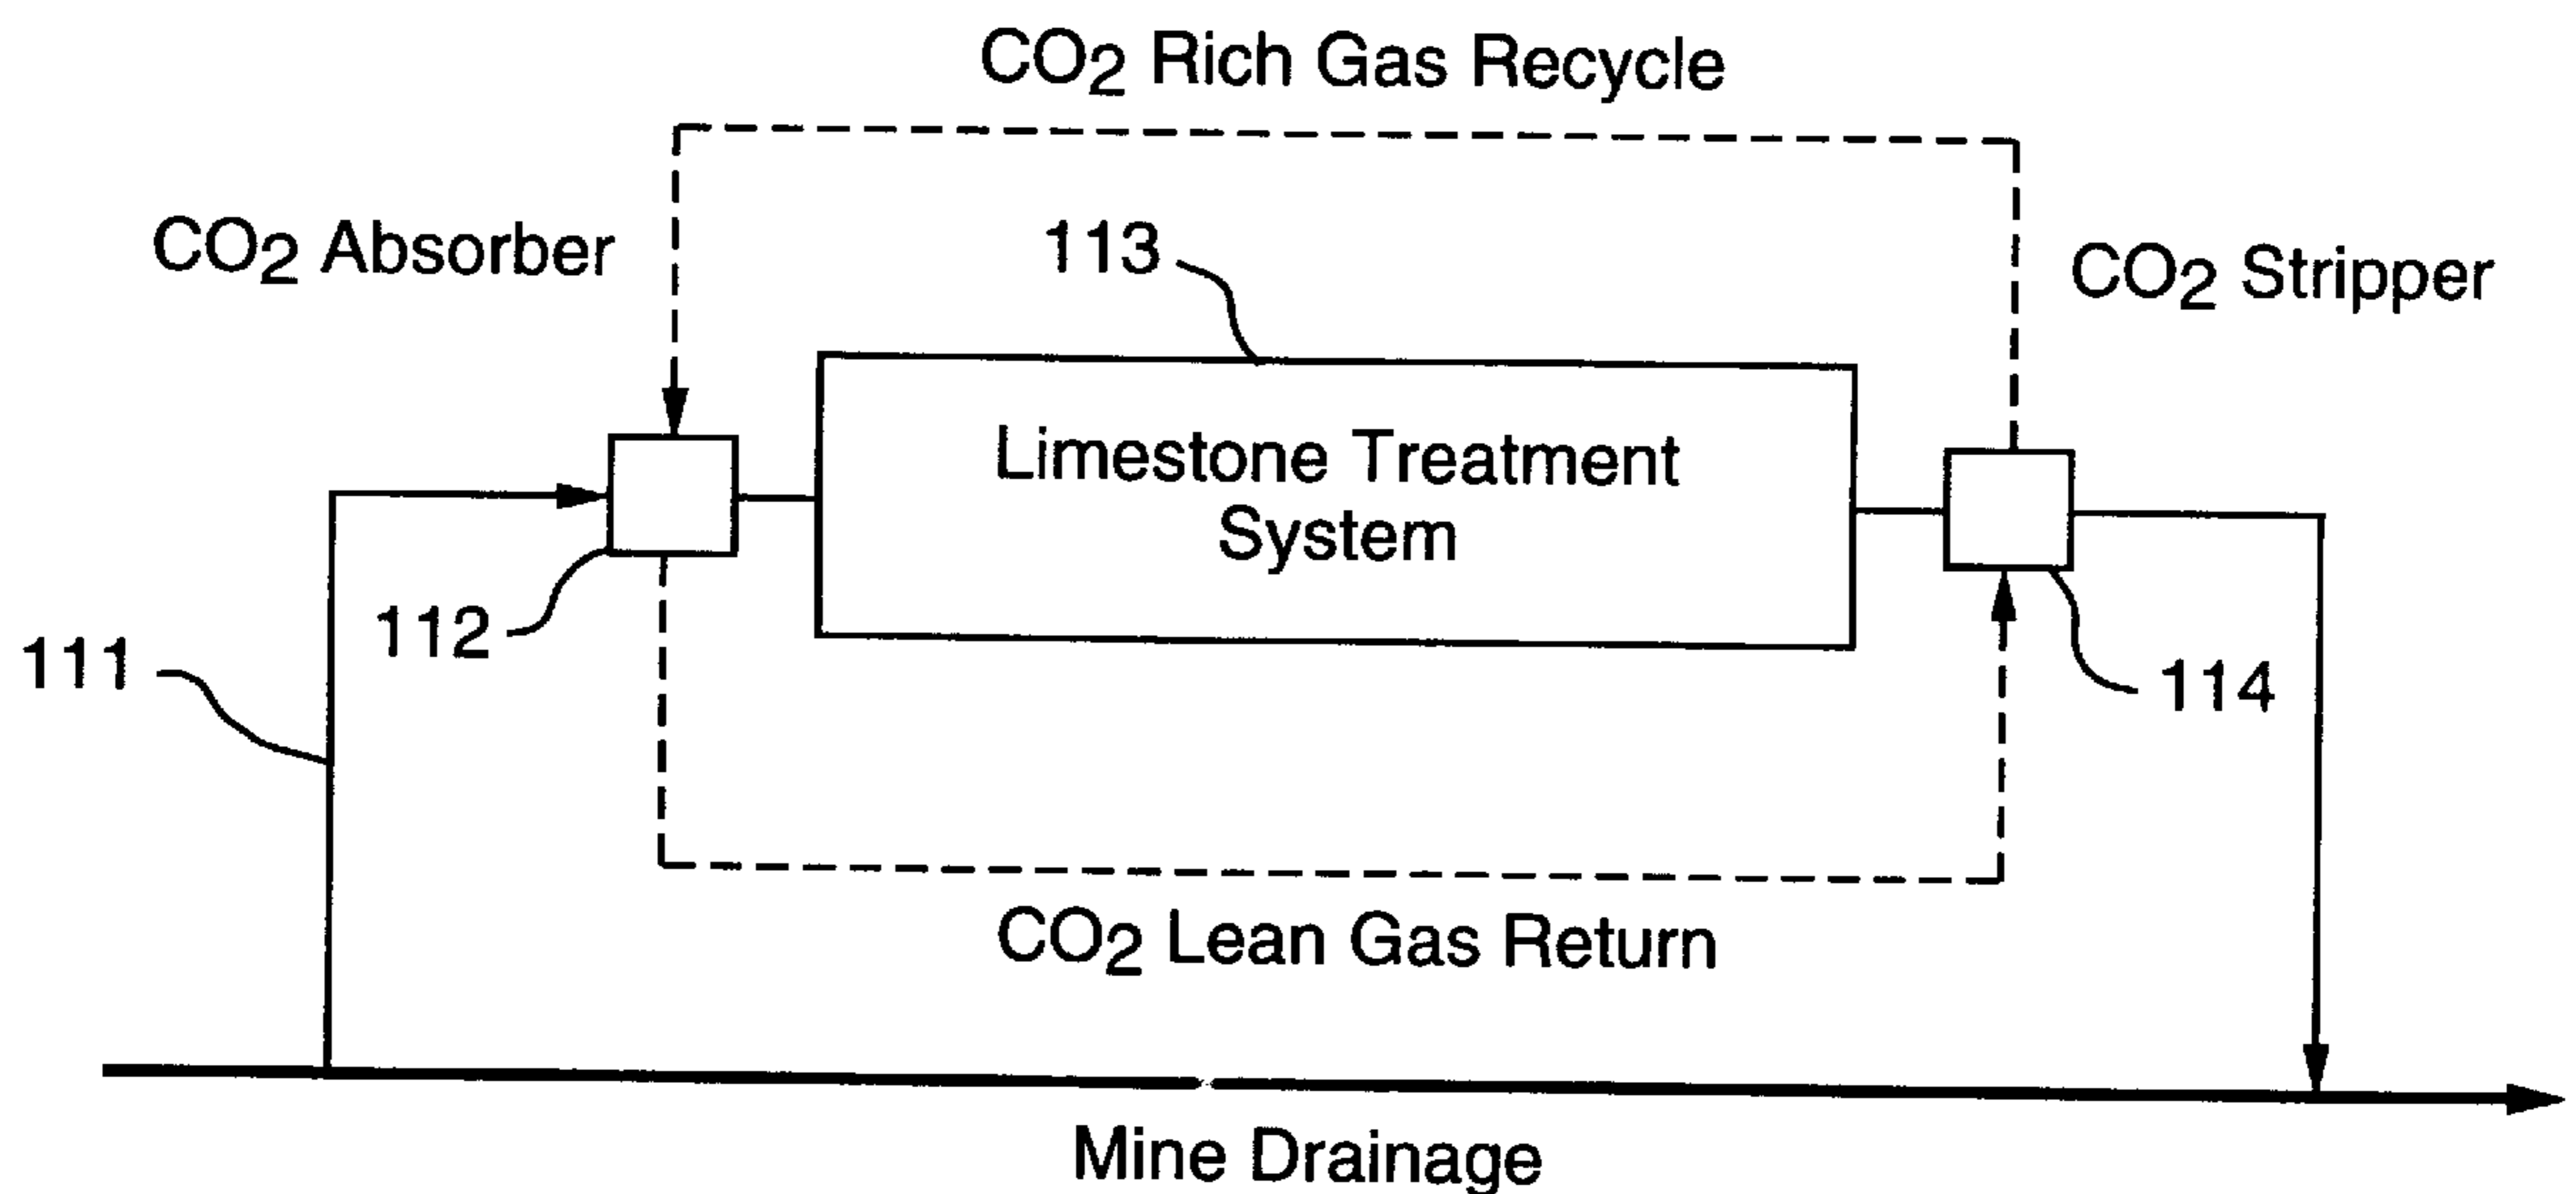 CO2 Rich Gas Recycle
CO2 Absorber
113
CO2 Stripper
Limestone Treatment
System
112
111
114
CO2 Lean Gas Return
Mine Drainage